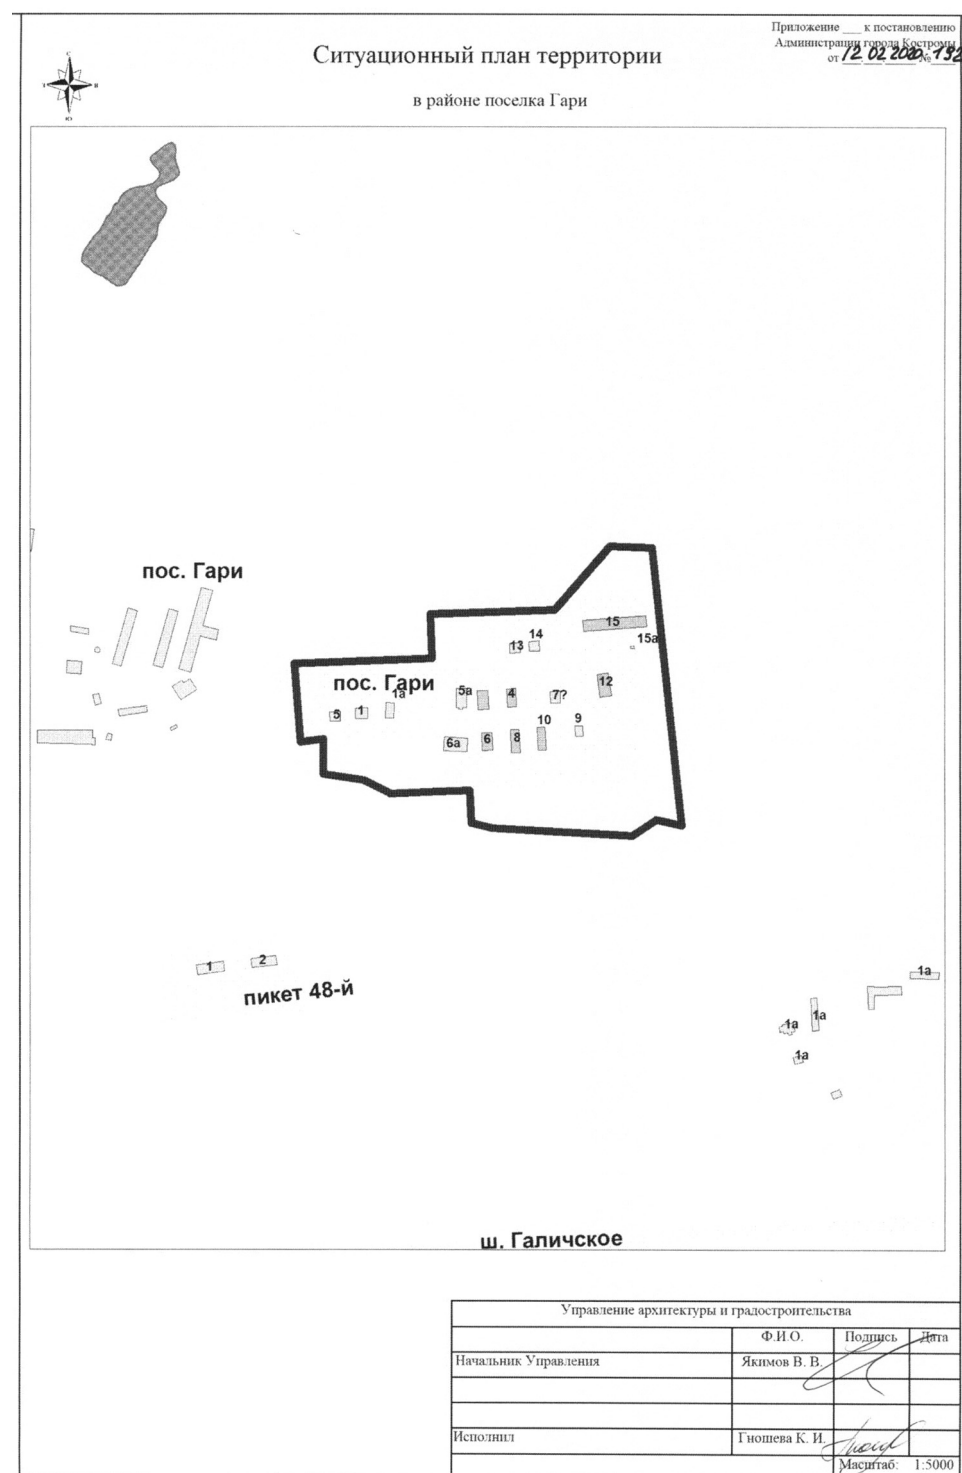 Приложение ___ к постановлению
Администрации города Костромы
от 12 02 2020 № 192
Ситуационный план территории
в районе поселка Гари
С
В
Ю
пос. Гари
15
14
13
15а
пос. Гари
12
1а
5а
4
7?
5
1
10
9
6а
6
8
1
2
пикет 48-й
1а
1а
1а
1а
ш. Галичское
Управление архитектуры и градостроительства
Ф.И.О. Подпись Дата
Начальник Управления Якимов В. В.
Исполнил Гношева К. И.
Масштаб: 1:5000